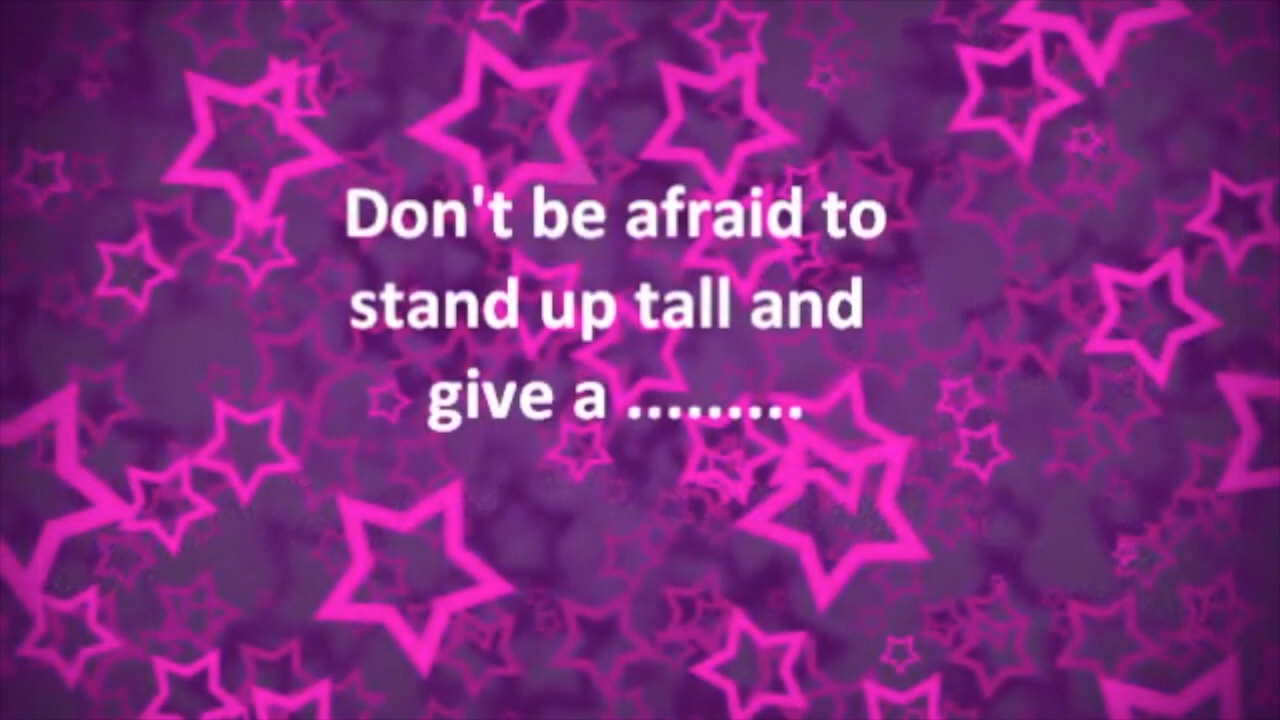 Don't be afraid to
stand up tall and
give a .........